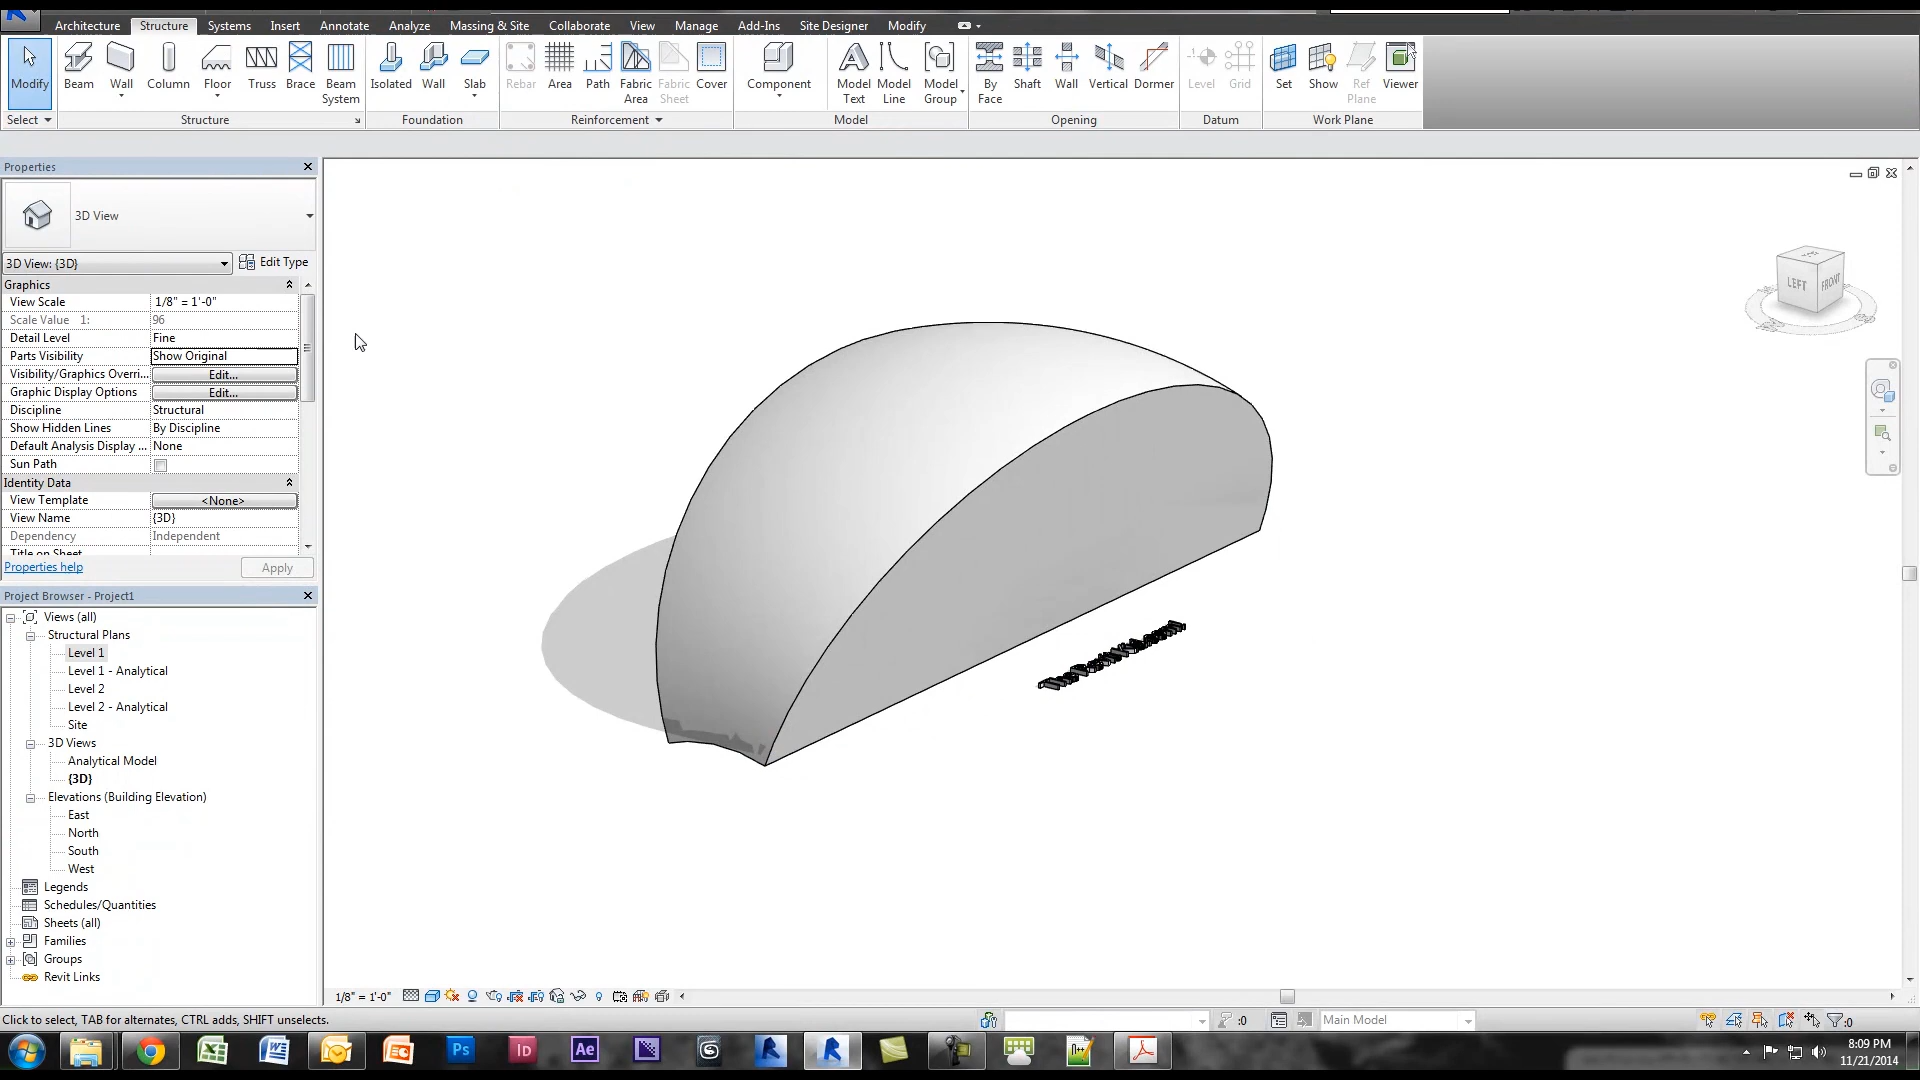 Architecture Structure Systems Insert Annotate Analyze Massing & Site Collaborate View Manage Add-Ins Site Designer Modify
Modify Beam Wall Column Floor Truss Brace Beam System Isolated Wall Slab Rebar Area Path Fabric Area Fabric Sheet Cover Component Model Text Model Line Model Group By Face Shaft Wall Vertical Dormer Level Grid Set Show Ref Plane Viewer
Select Structure Foundation Reinforcement Model Opening Datum Work Plane
Properties
3D View
3D View: {3D} Edit Type
Graphics
View Scale 1/8" = 1'-0"
Scale Value 1: 96
Detail Level Fine
Parts Visibility Show Original
Visibility/Graphics Overri... Edit...
Graphic Display Options Edit...
Discipline Structural
Show Hidden Lines By Discipline
Default Analysis Display ... None
Sun Path
Identity Data
View Template <None>
View Name {3D}
Dependency Independent
Title on Sheet
Properties help Apply
Project Browser - Project1
Views (all)
Structural Plans
Level 1
Level 1 - Analytical
Level 2
Level 2 - Analytical
Site
3D Views
Analytical Model
{3D}
Elevations (Building Elevation)
East
North
South
West
Legends
Schedules/Quantities
Sheets (all)
Families
Groups
Revit Links
LEFT FRONT
1/8" = 1'-0"
Click to select, TAB for alternates, CTRL adds, SHIFT unselects.
:0 Main Model :0
Ps Id Ae
8:09 PM
11/21/2014